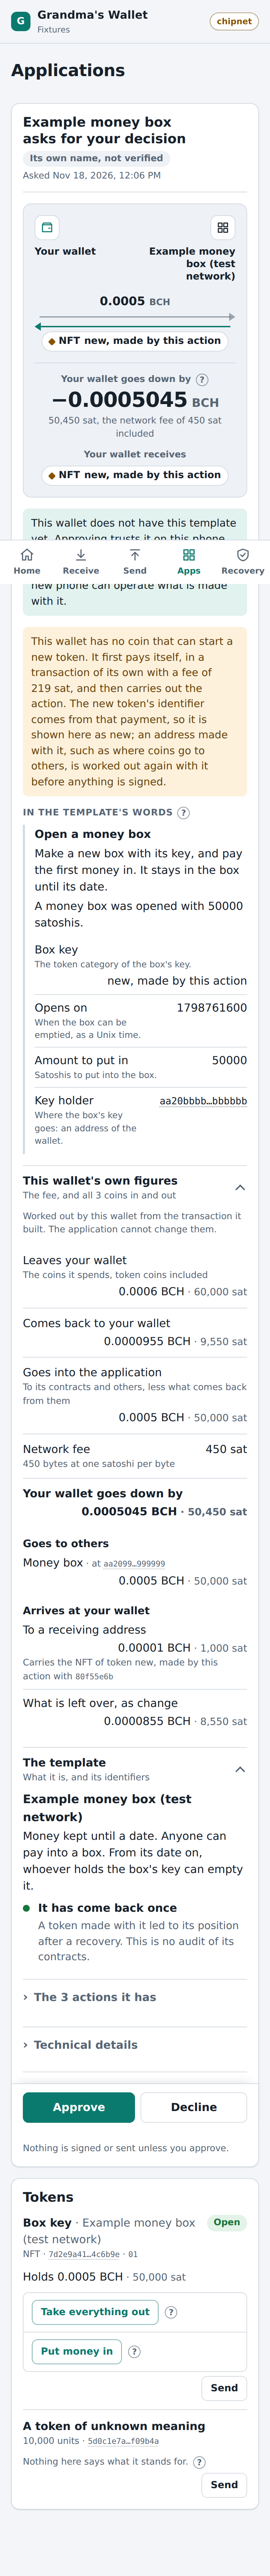 G
Grandma's Wallet
Fixtures
chipnet
Applications
Example money box
asks for your decision
Its own name, not verified
Asked Nov 18, 2026, 12:06 PM
Your wallet
Example money
box (test
network)
0.0005 BCH
◆ NFT new, made by this action
Your wallet goes down by ?
−0.0005045 BCH
50,450 sat, the network fee of 450 sat
included
Your wallet receives
◆ NFT new, made by this action
This wallet does not have this template
Home
Receive
Send
Apps
Recovery
new phone can operate what is made
with it.
This wallet has no coin that can start a
new token. It first pays itself, in a
transaction of its own with a fee of
219 sat, and then carries out the
action. The new token's identifier
comes from that payment, so it is
shown here as new; an address made
with it, such as where coins go to
others, is worked out again with it
before anything is signed.
IN THE TEMPLATE'S WORDS ?
Open a money box
Make a new box with its key, and pay
the first money in. It stays in the box
until its date.
A money box was opened with 50000
satoshis.
Box key
The token category of the box's key.
new, made by this action
Opens on
1798761600
When the box can be
emptied, as a Unix time.
Amount to put in
50000
Satoshis to put into the box.
Key holder
aa20bbbb…bbbbbb
Where the box's key
goes: an address of the
wallet.
This wallet's own figures
The fee, and all 3 coins in and out
Worked out by this wallet from the transaction it
built. The application cannot change them.
Leaves your wallet
The coins it spends, token coins included
0.0006 BCH · 60,000 sat
Comes back to your wallet
0.0000955 BCH · 9,550 sat
Goes into the application
To its contracts and others, less what comes back
from them
0.0005 BCH · 50,000 sat
Network fee
450 sat
450 bytes at one satoshi per byte
Your wallet goes down by
0.0005045 BCH · 50,450 sat
Goes to others
Money box · at aa2099…999999
0.0005 BCH · 50,000 sat
Arrives at your wallet
To a receiving address
0.00001 BCH · 1,000 sat
Carries the NFT of token new, made by this
action with 80f55e6b
What is left over, as change
0.0000855 BCH · 8,550 sat
The template
What it is, and its identifiers
Example money box (test
network)
Money kept until a date. Anyone can
pay into a box. From its date on,
whoever holds the box's key can empty
it.
It has come back once
A token made with it led to its position
after a recovery. This is no audit of its
contracts.
› The 3 actions it has
› Technical details
Approve
Decline
Nothing is signed or sent unless you approve.
Tokens
Box key · Example money box
(test network)
Open
NFT · 7d2e9a41…4c6b9e · 01
Holds 0.0005 BCH · 50,000 sat
Take everything out ?
Put money in ?
Send
A token of unknown meaning
10,000 units · 5d0c1e7a…f09b4a
Nothing here says what it stands for. ?
Send